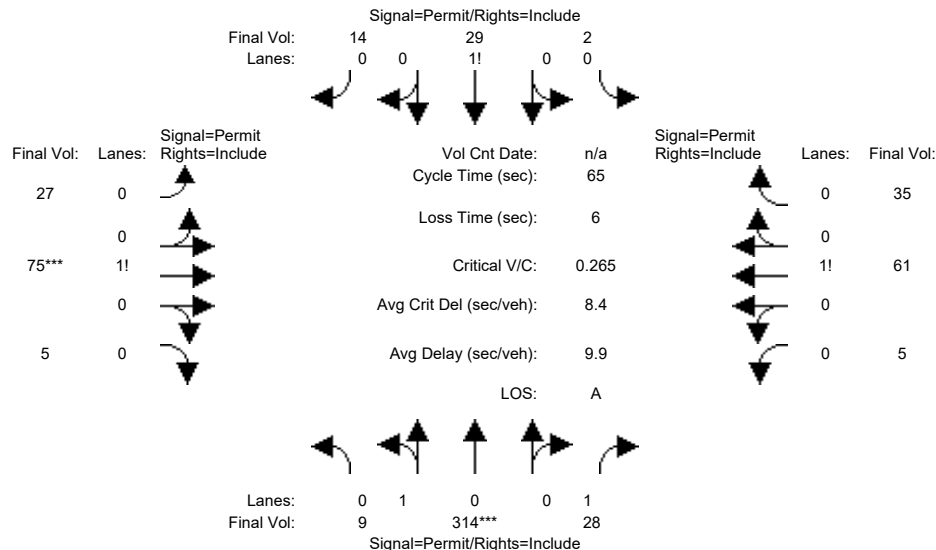 Signal=Permit/Rights=Include
Final Vol: 14 29 2
Lanes: 0 0 1! 0 0
Signal=Permit Signal=Permit
Final Vol: Lanes: Rights=Include Vol Cnt Date: n/a Rights=Include Lanes: Final Vol:
Cycle Time (sec): 65
27 0 0 35
Loss Time (sec): 6
0 0
75*** 1! Critical V/C: 0.265 1! 61
0 Avg Crit Del (sec/veh): 8.4 0
5 0 Avg Delay (sec/veh): 9.9 0 5
LOS: A
Lanes: 0 1 0 0 1
Final Vol: 9 314*** 28
Signal=Permit/Rights=Include